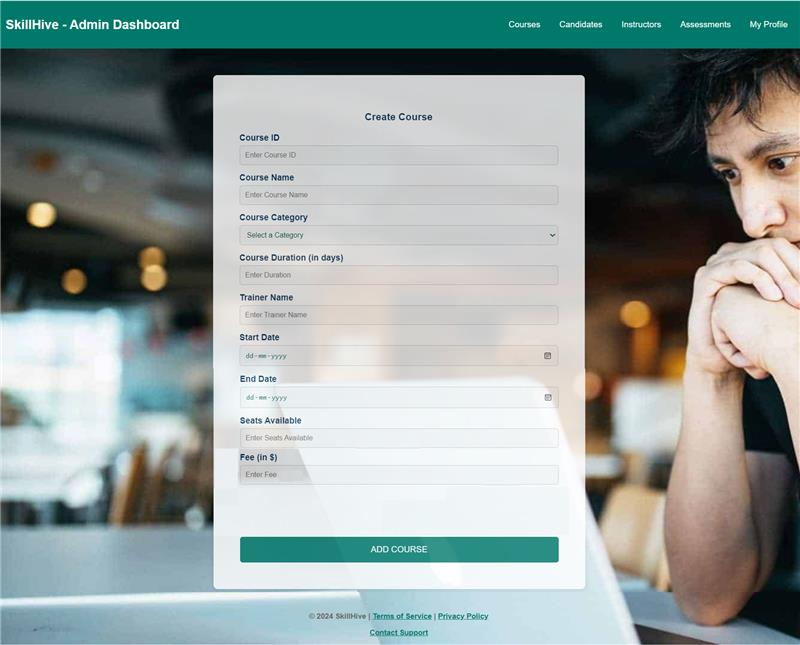 SkillHive - Admin Dashboard
Courses Candidates Instructors Assessments My Profile
Create Course
Course ID
Enter Course ID
Course Name
Enter Course Name
Course Category
Select a Category
Course Duration (in days)
Enter Duration
Trainer Name
Enter Trainer Name
Start Date
dd-mm-yyyy
End Date
dd-mm-yyyy
Seats Available
Enter Seats Available
Fee (in $)
Enter Fee
ADD COURSE
© 2024 SkillHive | Terms of Service | Privacy Policy
Contact Support